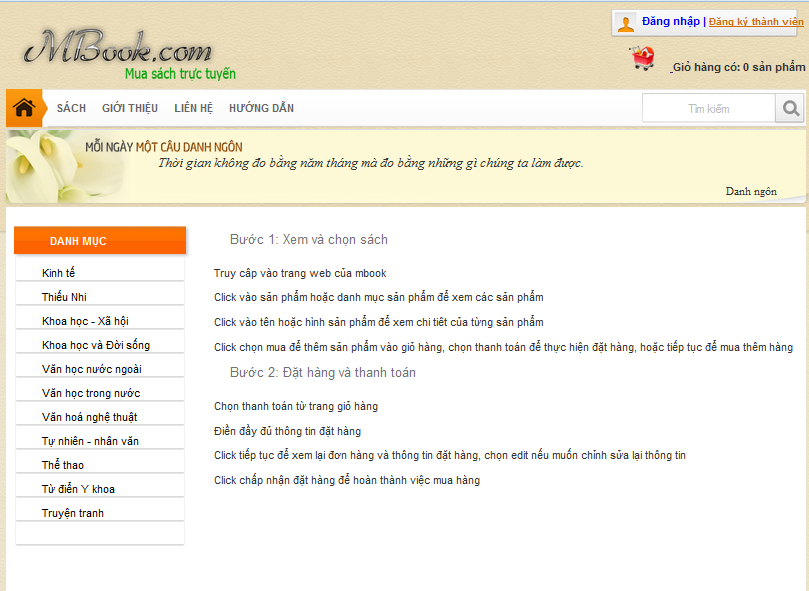 Đăng nhập | Đăng ký thành viên
MBook.com
Mua sách trực tuyến
Giỏ hàng có: 0 sản phẩm
SÁCH GIỚI THIỆU LIÊN HỆ HƯỚNG DẪN
Tìm kiếm
MỖI NGÀY MỘT CÂU DANH NGÔN
Thời gian không đo bằng năm tháng mà đo bằng những gì chúng ta làm được.
Danh ngôn
DANH MỤC
Kinh tế
Thiếu Nhi
Khoa học - Xã hội
Khoa học và Đời sống
Văn học nước ngoài
Văn học trong nước
Văn hoá nghệ thuật
Tự nhiên - nhân văn
Thể thao
Từ điển Y khoa
Truyện tranh
Bước 1: Xem và chọn sách
Truy câp vào trang web của mbook
Click vào sản phẩm hoặc danh mục sản phẩm để xem các sản phẩm
Click vào tên hoặc hình sản phẩm để xem chi tiêt của từng sản phẩm
Click chọn mua để thêm sản phẩm vào giỏ hàng, chọn thanh toán để thực hiện đặt hàng, hoặc tiếp tục để mua thêm hàng
Bước 2: Đặt hàng và thanh toán
Chọn thanh toán từ trang giỏ hàng
Điền đầy đủ thông tin đặt hàng
Click tiếp tục để xem lại đơn hàng và thông tin đặt hàng, chọn edit nếu muốn chỉnh sửa lại thông tin
Click chấp nhận đặt hàng để hoàn thành việc mua hàng